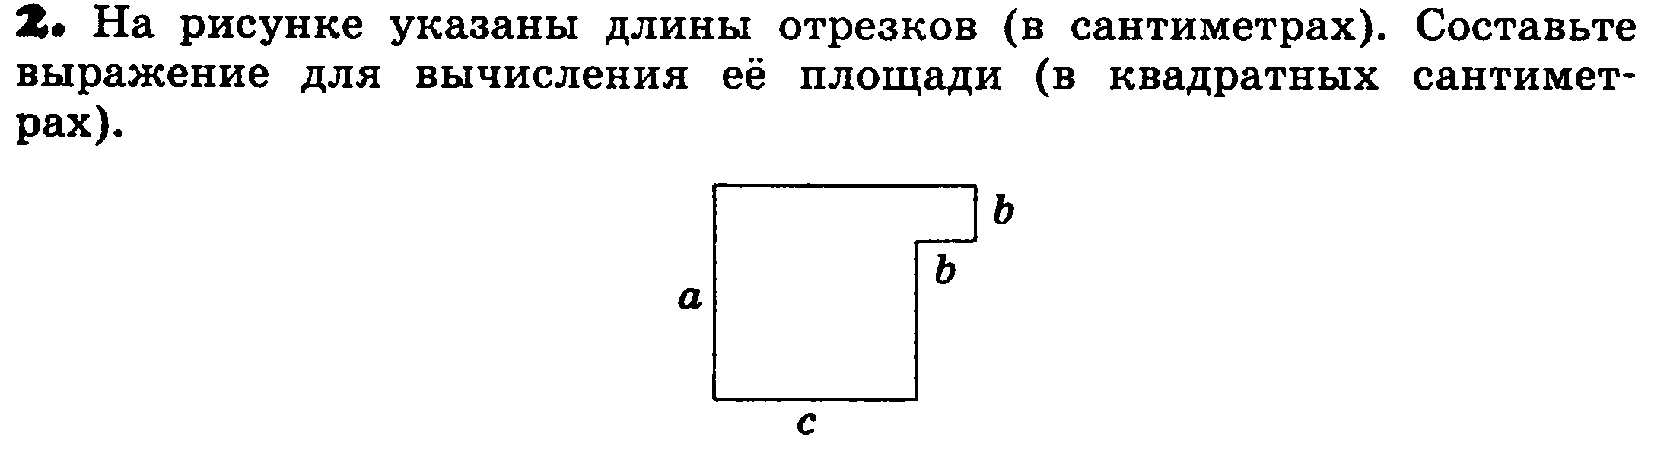 2. На рисунке указаны длины отрезков (в сантиметрах). Составьте
выражение для вычисления её площади (в квадратных сантимет-
рах).
b
b
a
c